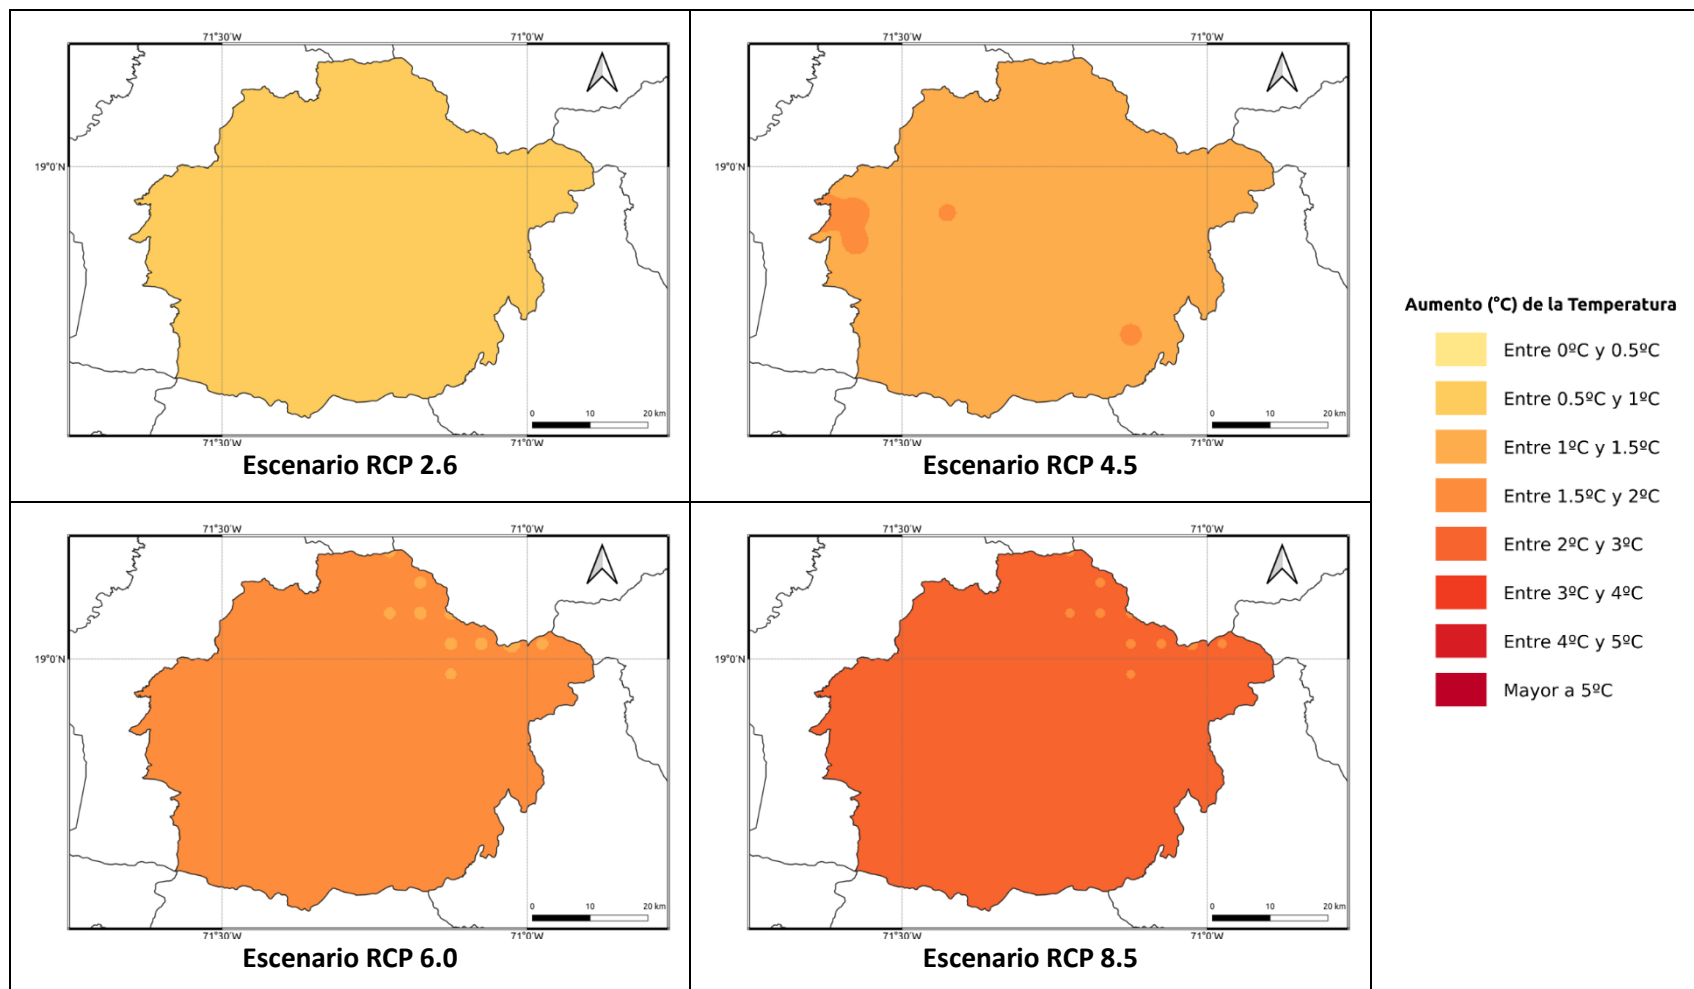 71°30'W 71°0'W
19°0'N
0 10 20 km
71°30'W 71°0'W
Escenario RCP 2.6
71°30'W 71°0'W
19°0'N
0 10 20 km
71°30'W 71°0'W
Escenario RCP 4.5
71°30'W 71°0'W
19°0'N
0 10 20 km
71°30'W 71°0'W
Escenario RCP 6.0
71°30'W 71°0'W
19°0'N
0 10 20 km
71°30'W 71°0'W
Escenario RCP 8.5
Aumento (°C) de la Temperatura
Entre 0ºC y 0.5ºC
Entre 0.5ºC y 1ºC
Entre 1ºC y 1.5ºC
Entre 1.5ºC y 2ºC
Entre 2ºC y 3ºC
Entre 3ºC y 4ºC
Entre 4ºC y 5ºC
Mayor a 5ºC